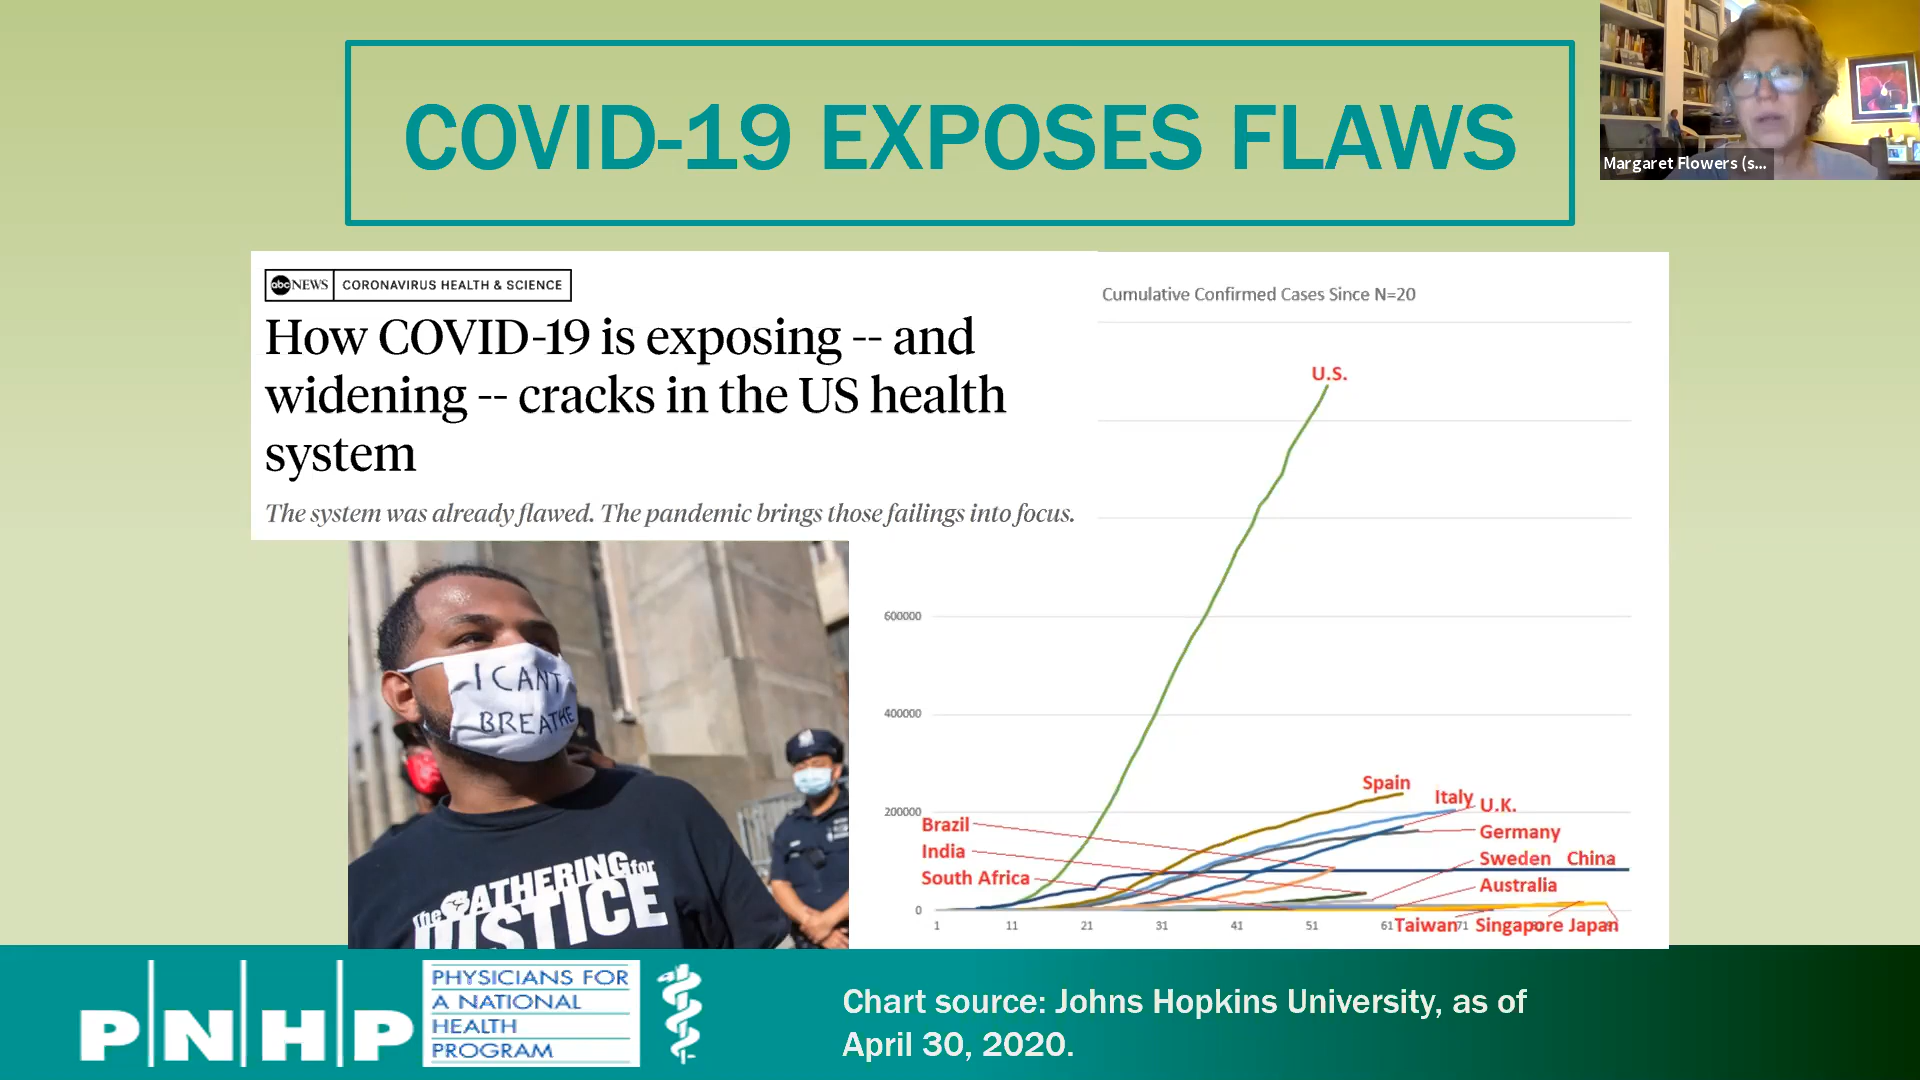 COVID-19 EXPOSES FLAWS
Margaret Flowers (s...
abc NEWS CORONAVIRUS HEALTH & SCIENCE
How COVID-19 is exposing -- and
widening -- cracks in the US health
system
The system was already flawed. The pandemic brings those failings into focus.
Cumulative Confirmed Cases Since N=20
U.S.
600000
400000
200000
0
Spain
Italy
U.K.
Brazil
Germany
India
Sweden China
South Africa
Australia
1 11 21 31 41 51 61 71
Taiwan Singapore Japan
I CANT
BREATHE
The GATHERING for
JUSTICE
PNHP
PHYSICIANS FOR
A NATIONAL
HEALTH
PROGRAM
Chart source: Johns Hopkins University, as of
April 30, 2020.